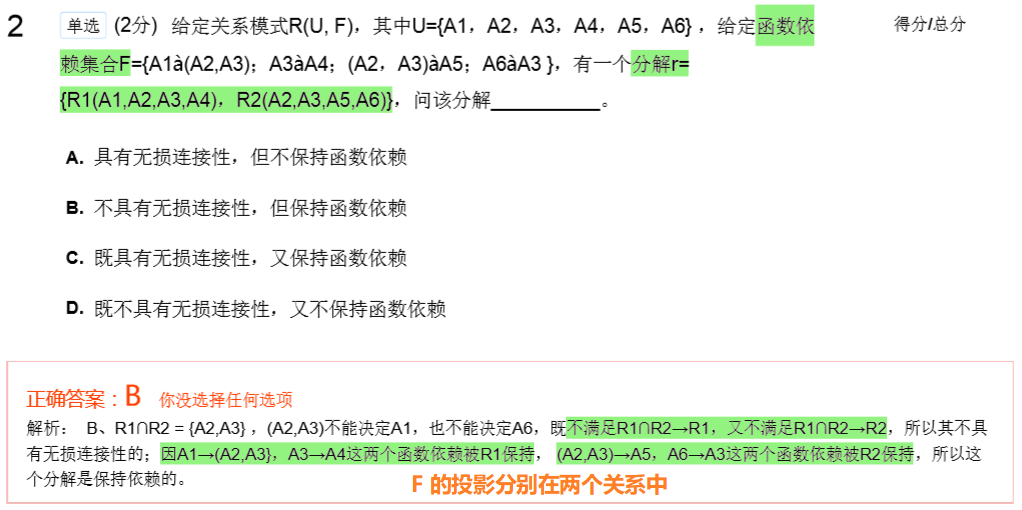 2 单选 (2分) 给定关系模式R(U, F)，其中U={A1，A2，A3，A4，A5，A6}，给定函数依 得分/总分
赖集合F={A1à(A2,A3)；A3àA4；(A2，A3)àA5；A6àA3 }，有一个分解r=
{R1(A1,A2,A3,A4)，R2(A2,A3,A5,A6)}，问该分解__________。
A. 具有无损连接性，但不保持函数依赖
B. 不具有无损连接性，但保持函数依赖
C. 既具有无损连接性，又保持函数依赖
D. 既不具有无损连接性，又不保持函数依赖
正确答案：B 你没选择任何选项
解析： B、R1∩R2 = {A2,A3}，(A2,A3)不能决定A1，也不能决定A6，既不满足R1∩R2→R1，又不满足R1∩R2→R2，所以其不具
有无损连接性的；因A1→(A2,A3}，A3→A4这两个函数依赖被R1保持， (A2,A3)→A5，A6→A3这两个函数依赖被R2保持，所以这
个分解是保持依赖的。
F 的投影分别在两个关系中